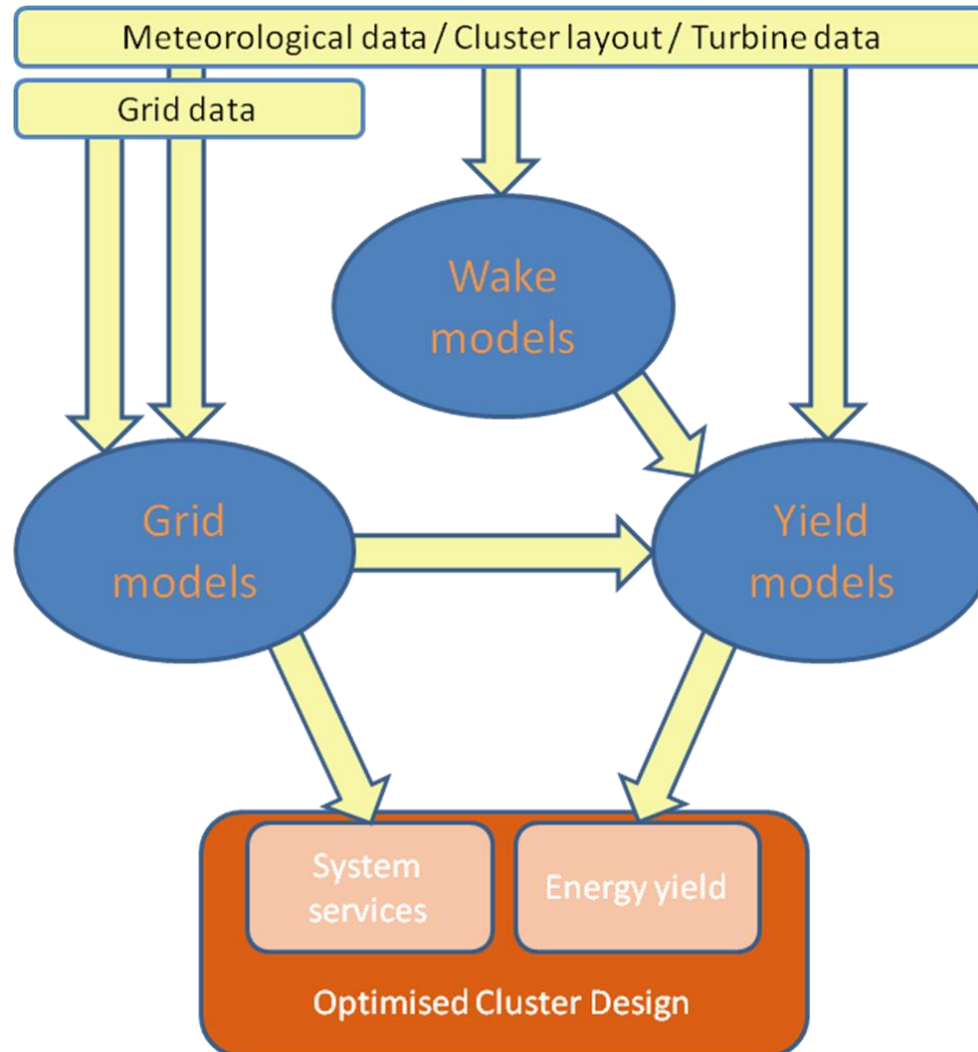 Meteorological data / Cluster layout / Turbine data
Grid data
Wake
models
Grid
models
Yield
models
System
services
Energy yield
Optimised Cluster Design